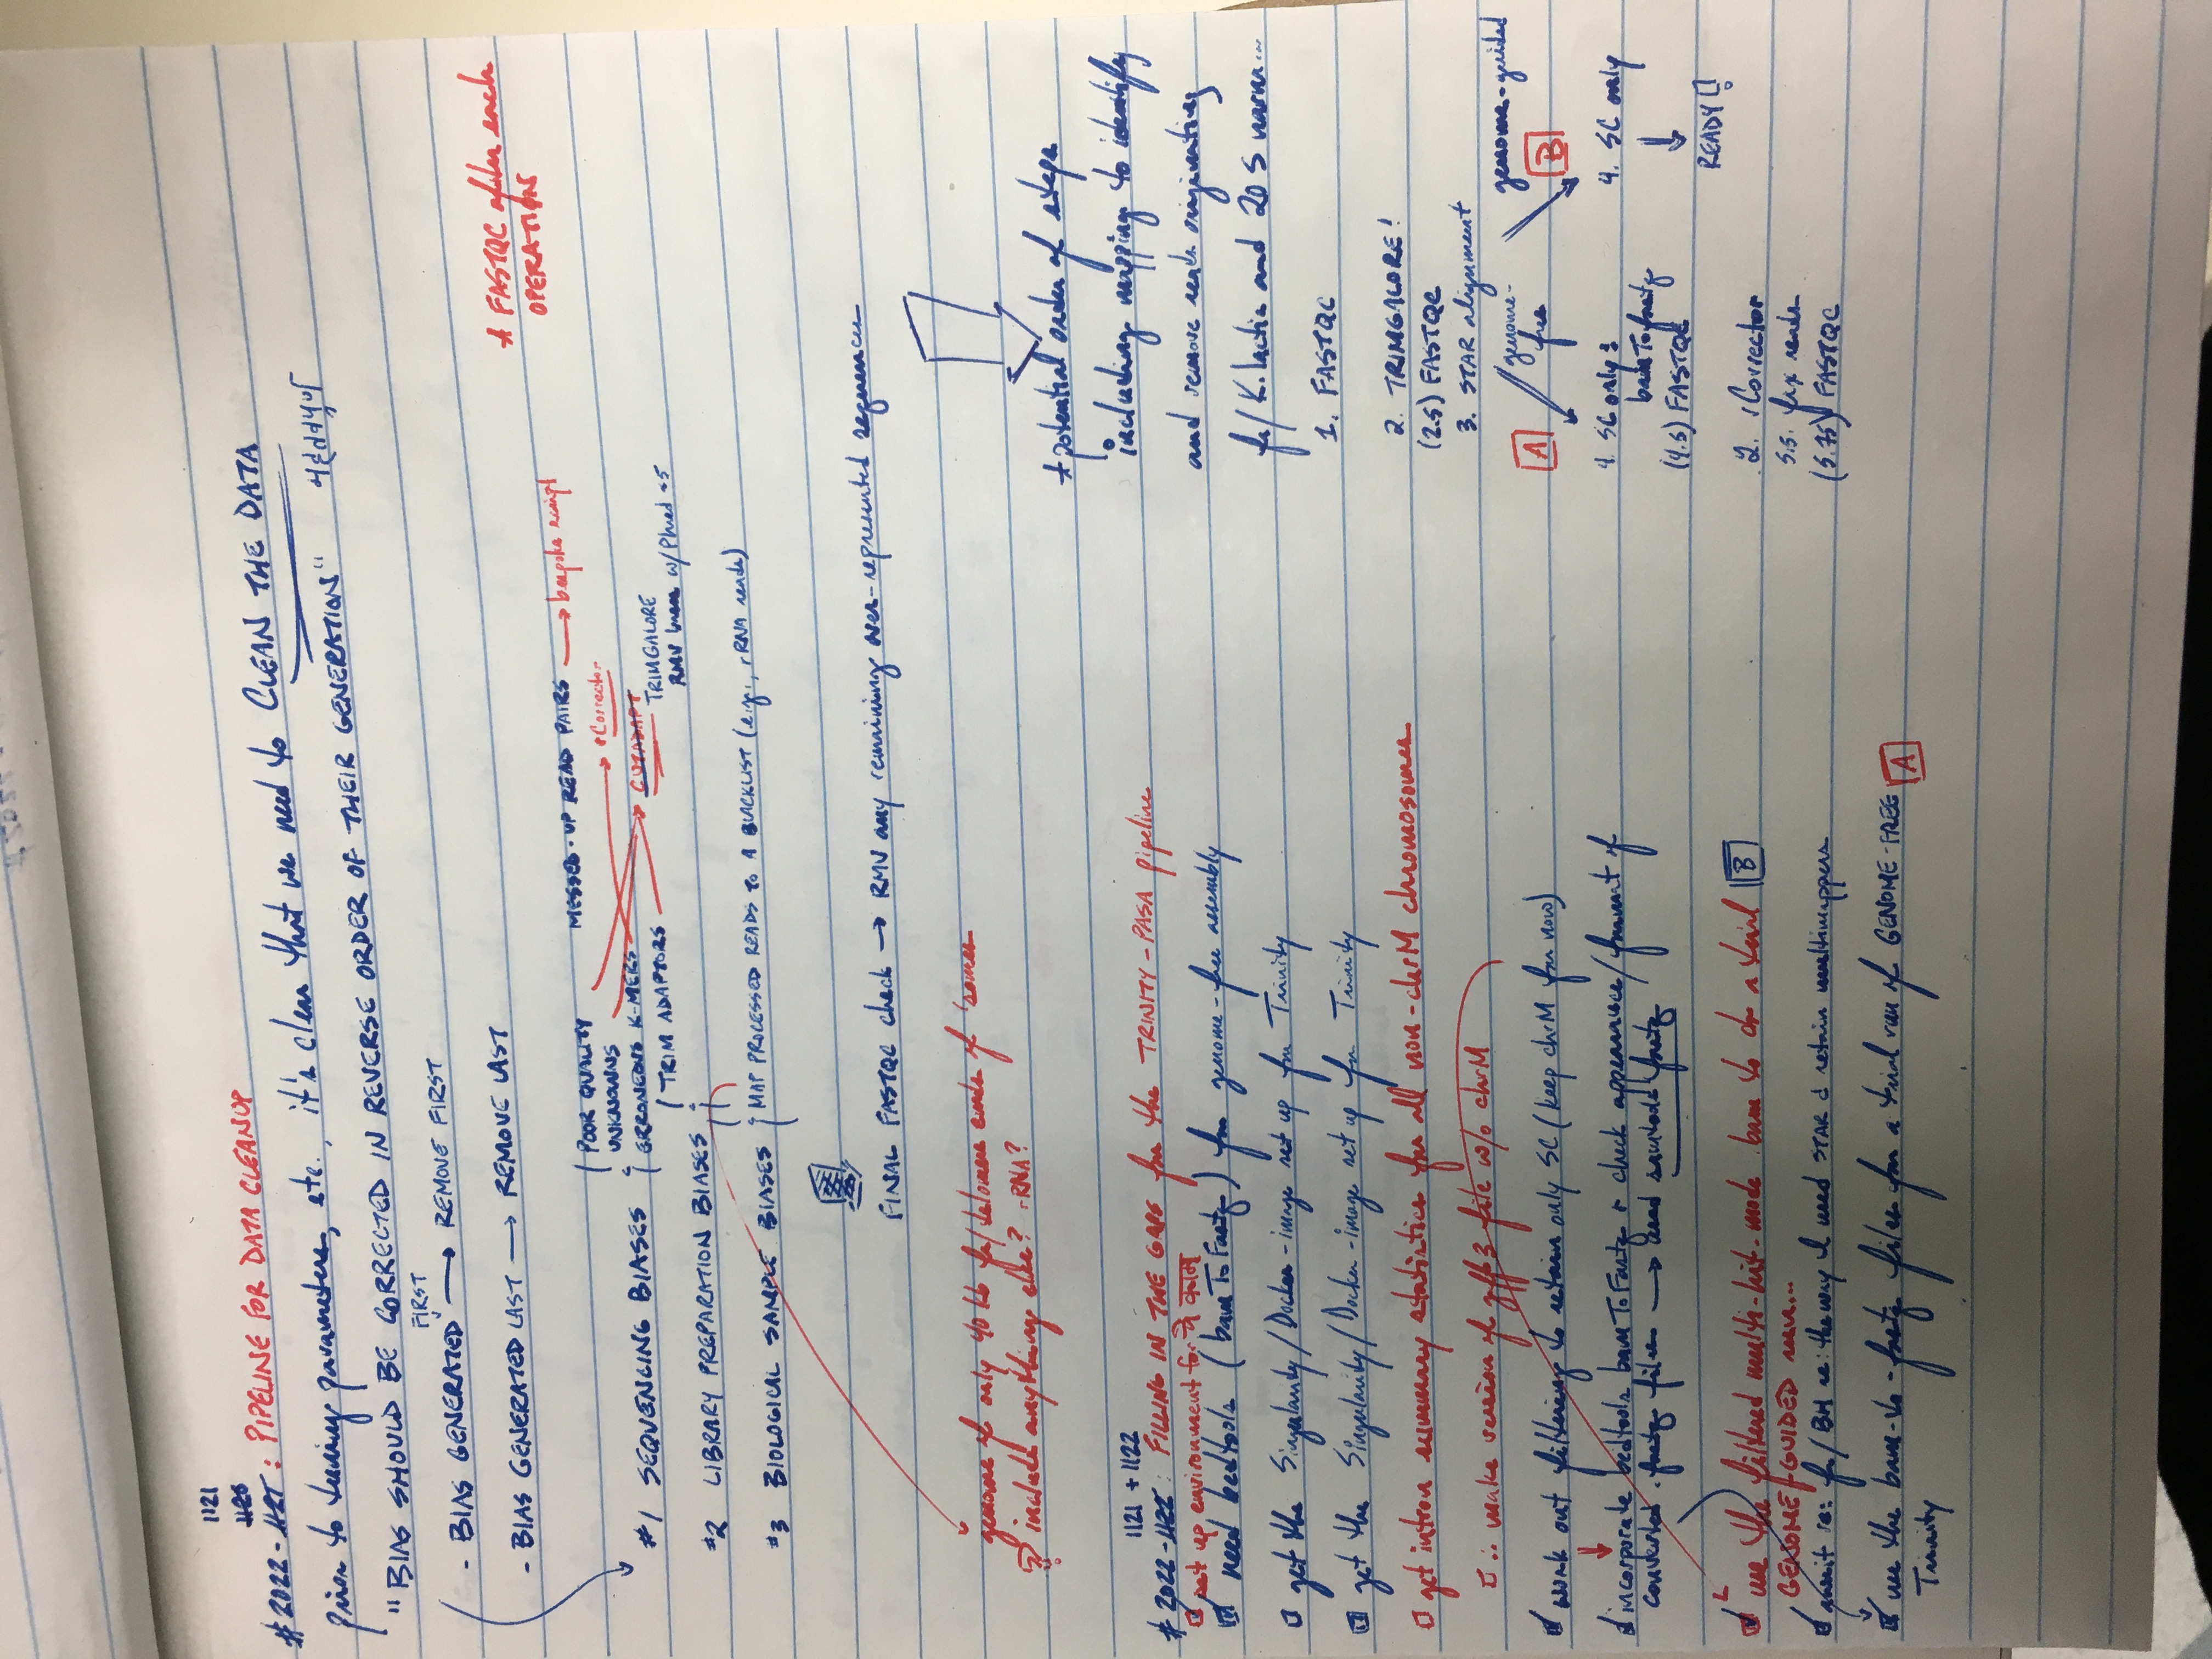 1121
1120
# 2022-1121: PIPELINE FOR DATA CLEANUP
prior to tuning parameters, etc., it's clear that we need to CLEAN THE DATA
"BIAS SHOULD BE CORRECTED IN REVERSE ORDER OF THEIR GENERATION"
FIRST
- BIAS GENERATED → REMOVE FIRST
- BIAS GENERATED LAST → REMOVE LAST
* FASTQC after each
OPERATION
POOR QUALITY
MESSED-UP READ PAIRS → bespoke script
UNKNOWNS
rCorrector
#1 SEQUENCING BIASES
ERRONEOUS K-MERS
CUTADAPT
TRIM ADAPTORS
TRIMGALORE
RMV bases w/ Phred <5
#2 LIBRARY PREPARATION BIASES
#3 BIOLOGICAL SAMPLE BIASES
MAP PROCESSED READS TO A BLACKLIST (e.g., rRNA reads)
FINAL FASTQC check → RMV any remaining over-represented sequences
genome of only 40 kb fr/ telomere ends of 'somes
include anything else? rRNA?
1121 + 1122
# 2022-1122: FILLING IN THE GAPS for the TRINITY-PASA pipeline
set up environment for ये काम
need bedtools (bamToFastq) for genome-free assembly
get the Singularity/Docker-image set up for Trinity
get the Singularity/Docker-image set up for Trinity
get intron summary statistics for all non-chrM chromosomes
∴ make version of gff3 file w/o chrM
work out filtering to retain only SC (keep chrM for now)
incorporate bedtools bamToFastq + check appearance/format of
converted .fastq files → used samtools fastq
use the filtered multi-hit-mode .bam to do a trial B
GENOME-GUIDED run...
re: fr/ BH re: the way I used STAR & retain multimappers
use the bam-to-fastq files for a trial run of GENOME-FREE A
Trinity
* potential order of steps
including mapping to identify
and remove reads originating
fr/ K. lactis and 20 S narna...
1. FASTQC
2. TRIMGALORE!
(2.5) FASTQC
3. STAR alignment
genome-guided
A genome-
free B
4. SC only:
4. SC only
bamTofastq
(4.5) FASTQC
READY!
2. rCorrector
5.5. fix reads
(5.75) FASTQC